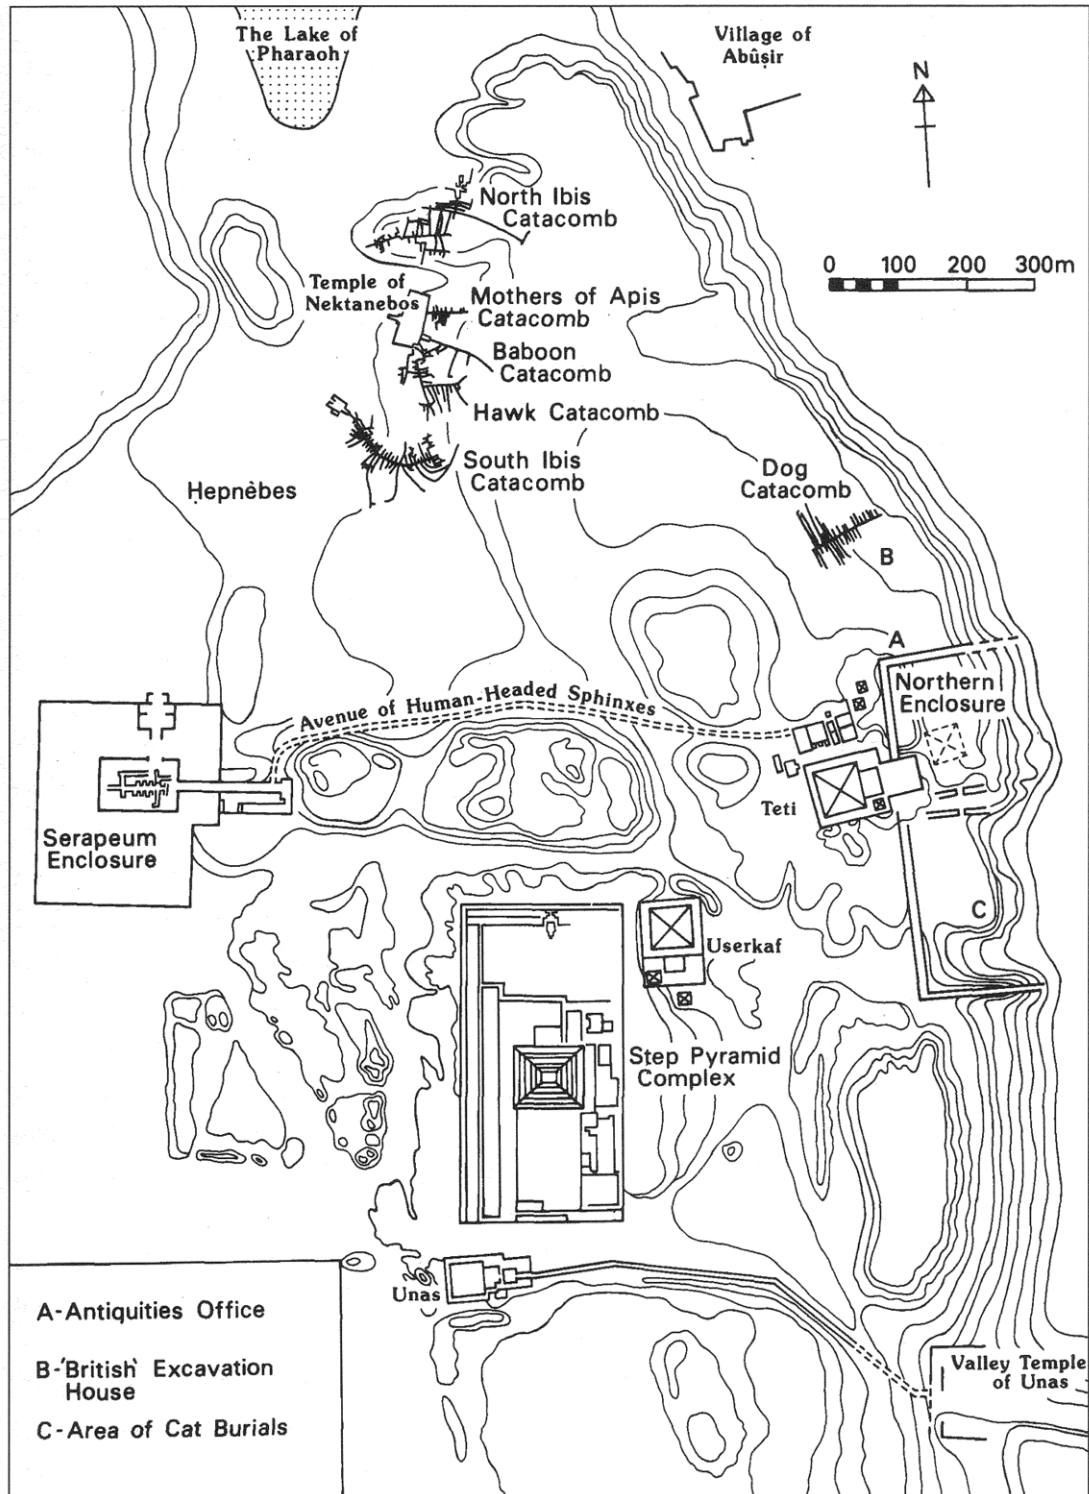 The Lake of
Pharaoh
Village of
Abûṣir
N
North Ibis
Catacomb
0 100 200 300m
Temple of
Nektanebos
Mothers of Apis
Catacomb
Baboon
Catacomb
Hawk Catacomb
South Ibis
Catacomb
Dog
Catacomb
Ḥepnèbes
B
A
Northern
Enclosure
Avenue of Human-Headed Sphinxes
Teti
Serapeum
Enclosure
C
Userkaf
Step Pyramid
Complex
Unas
Valley Temple
of Unas
A-Antiquities Office
B-'British' Excavation
House
C-Area of Cat Burials